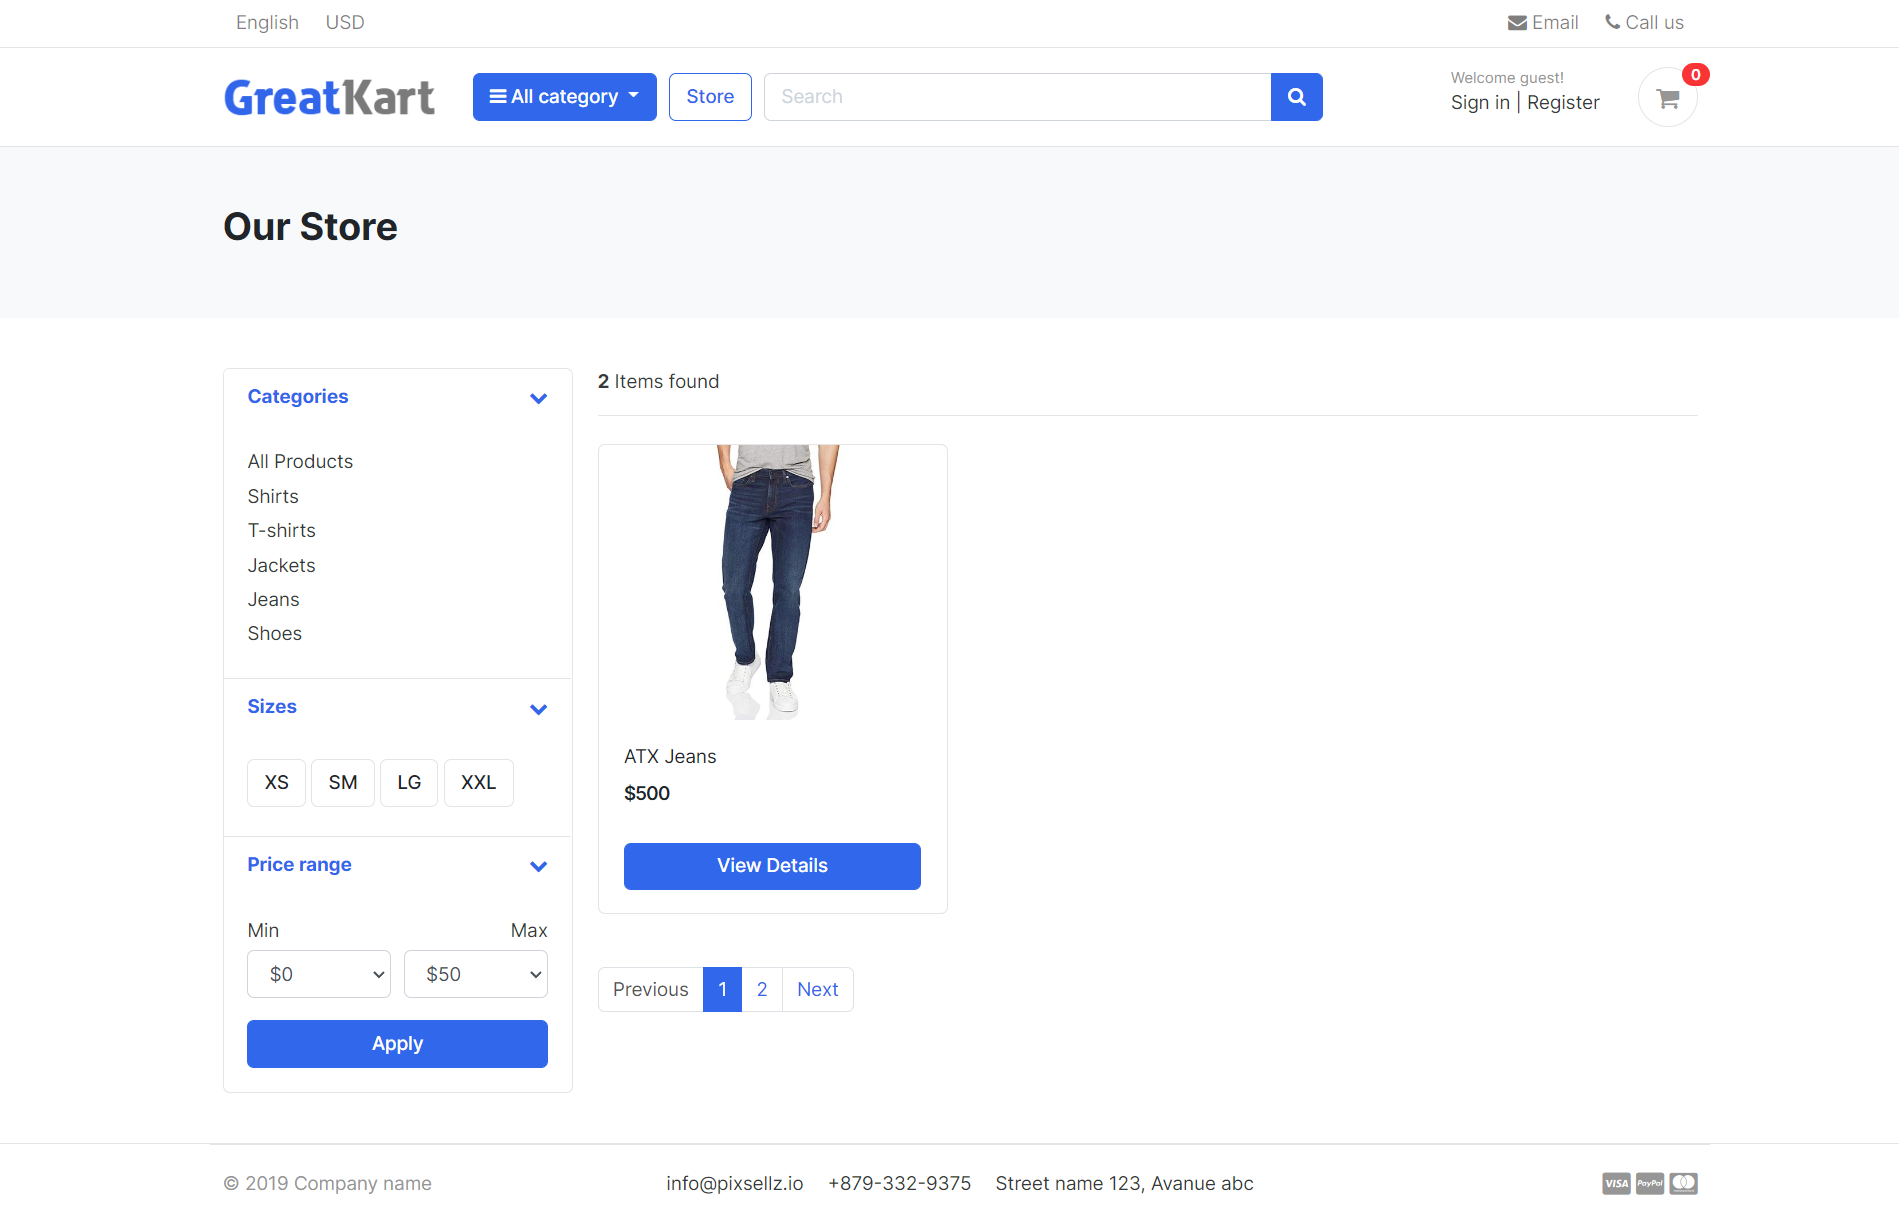 English USD Email Call us
GreatKart All category Store Search Welcome guest! 0
Sign in | Register
Our Store
Categories
All Products
Shirts
T-shirts
Jackets
Jeans
Shoes
Sizes
XS SM LG XXL
Price range
Min Max
$0 $50
Apply
2 Items found
ATX Jeans
$500
View Details
Previous 1 2 Next
© 2019 Company name info@pixsellz.io +879-332-9375 Street name 123, Avanue abc VISA PayPal